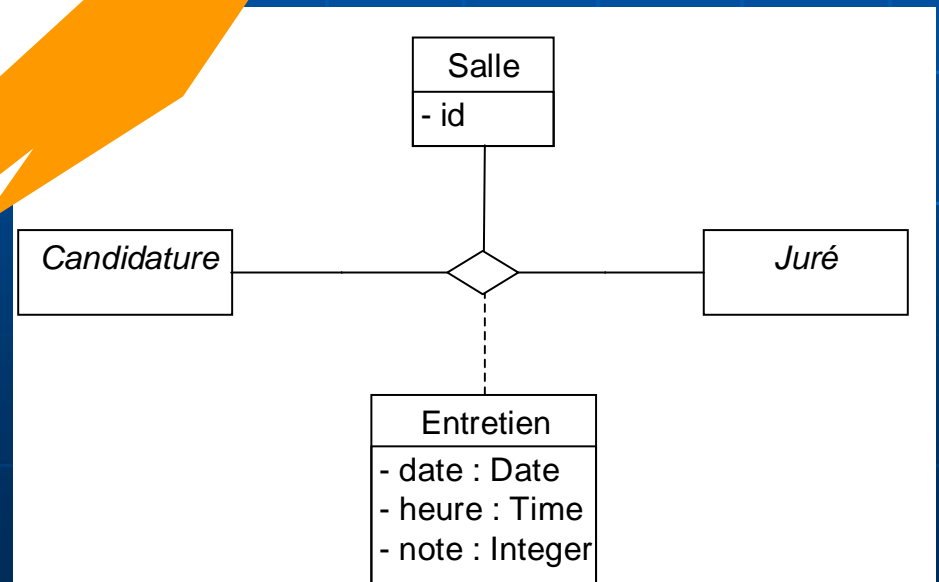 Salle
- id
Candidature
Juré
Entretien
- date : Date
- heure : Time
- note : Integer